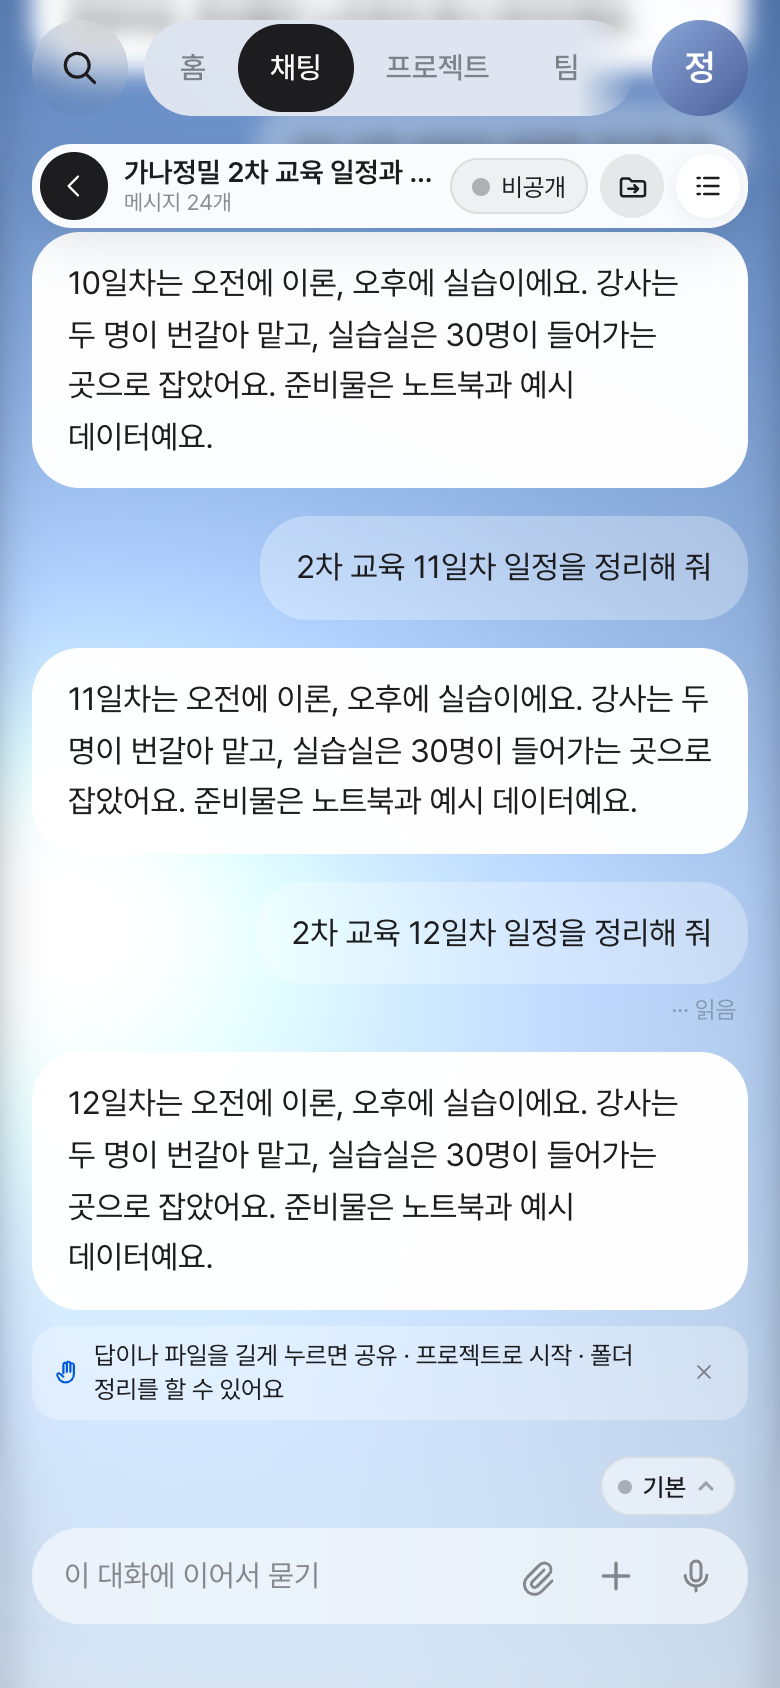 홈
채팅
프로젝트
팀
정
가나정밀 2차 교육 일정과 ...
메시지 24개
비공개
10일차는 오전에 이론, 오후에 실습이에요. 강사는
두 명이 번갈아 맡고, 실습실은 30명이 들어가는
곳으로 잡았어요. 준비물은 노트북과 예시
데이터예요.
2차 교육 11일차 일정을 정리해 줘
11일차는 오전에 이론, 오후에 실습이에요. 강사는 두
명이 번갈아 맡고, 실습실은 30명이 들어가는 곳으로
잡았어요. 준비물은 노트북과 예시 데이터예요.
2차 교육 12일차 일정을 정리해 줘
··· 읽음
12일차는 오전에 이론, 오후에 실습이에요. 강사는
두 명이 번갈아 맡고, 실습실은 30명이 들어가는
곳으로 잡았어요. 준비물은 노트북과 예시
데이터예요.
답이나 파일을 길게 누르면 공유 · 프로젝트로 시작 · 폴더
정리를 할 수 있어요
기본
이 대화에 이어서 묻기